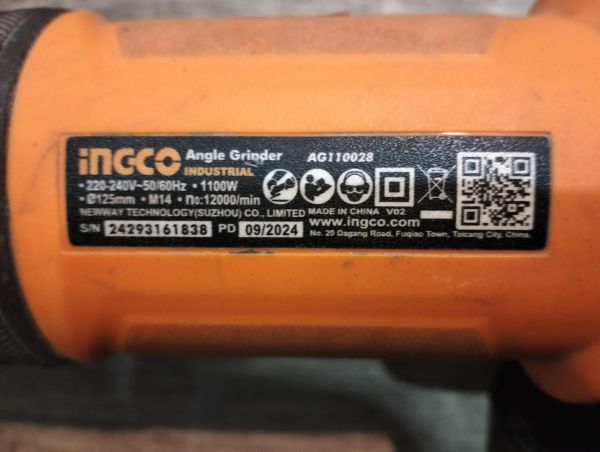 INGCO Angle Grinder AG110028
INDUSTRIAL
• 220-240V~50/60Hz • 1100W
• Ø125mm • M14 • n₀:12000/min
NEWWAY TECHNOLOGY(SUZHOU) CO., LIMITED MADE IN CHINA V02
www.ingco.com
S/N 24293161838 PD 09/2024 No. 20 Dagang Road, Fuqiao Town, Taicang City, China.